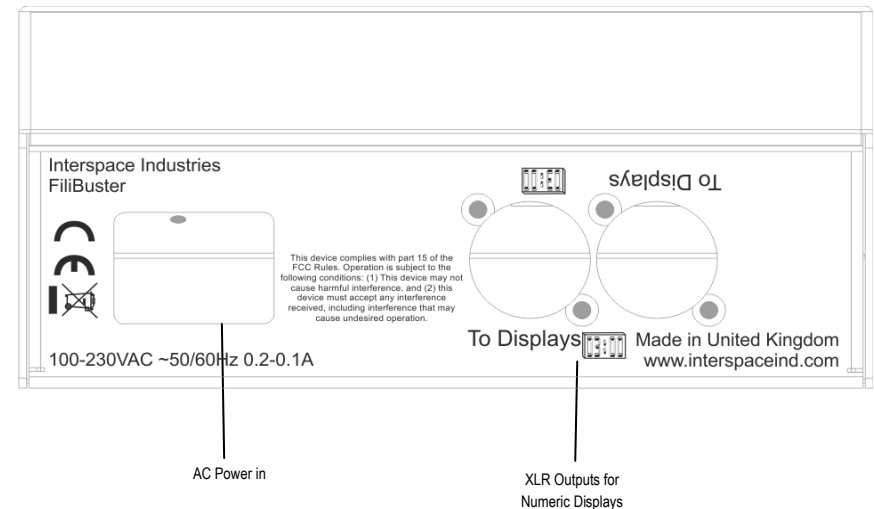 Interspace Industries
FiliBuster
To Displays
This device complies with part 15 of the
FCC Rules. Operation is subject to the
following conditions: (1) This device may not
cause harmful interference, and (2) this
device must accept any interference
received, including interference that may
cause undesired operation.
To Displays
Made in United Kingdom
www.interspaceind.com
100-230VAC ~50/60Hz 0.2-0.1A
AC Power in
XLR Outputs for
Numeric Displays